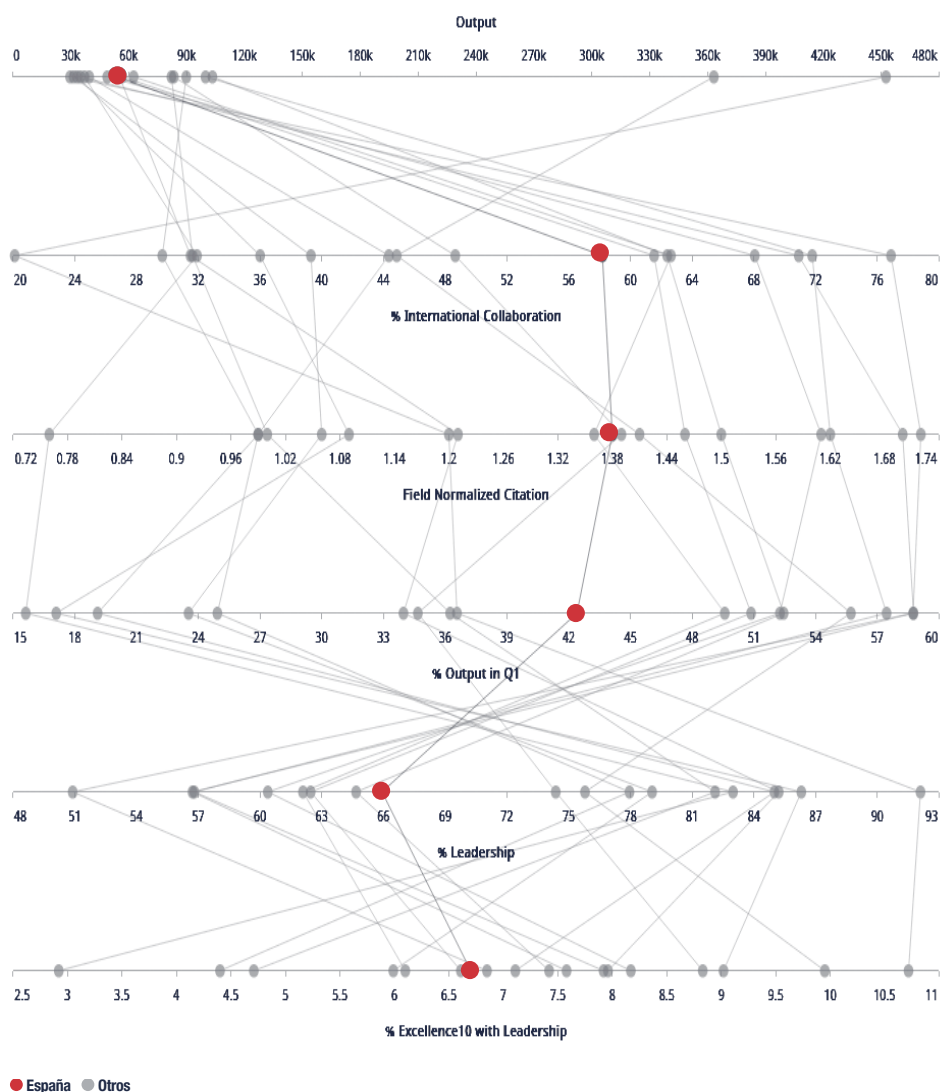 Output
0 30k 60k 90k 120k 150k 180k 210k 240k 270k 300k 330k 360k 390k 420k 450k 480k
20 24 28 32 36 40 44 48 52 56 60 64 68 72 76 80
% International Collaboration
0.72 0.78 0.84 0.9 0.96 1.02 1.08 1.14 1.2 1.26 1.32 1.38 1.44 1.5 1.56 1.62 1.68 1.74
Field Normalized Citation
15 18 21 24 27 30 33 36 39 42 45 48 51 54 57 60
% Output in Q1
48 51 54 57 60 63 66 69 72 75 78 81 84 87 90 93
% Leadership
2.5 3 3.5 4 4.5 5 5.5 6 6.5 7 7.5 8 8.5 9 9.5 10 10.5 11
% Excellence10 with Leadership
España Otros